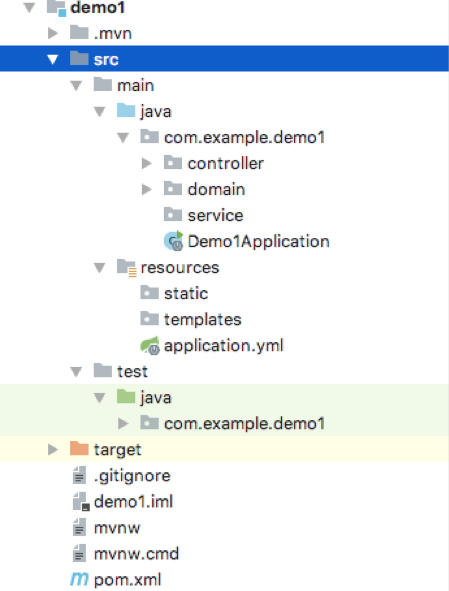 demo1
.mvn
src
main
java
com.example.demo1
controller
domain
service
Demo1Application
resources
static
templates
application.yml
test
java
com.example.demo1
target
.gitignore
demo1.iml
mvnw
mvnw.cmd
pom.xml